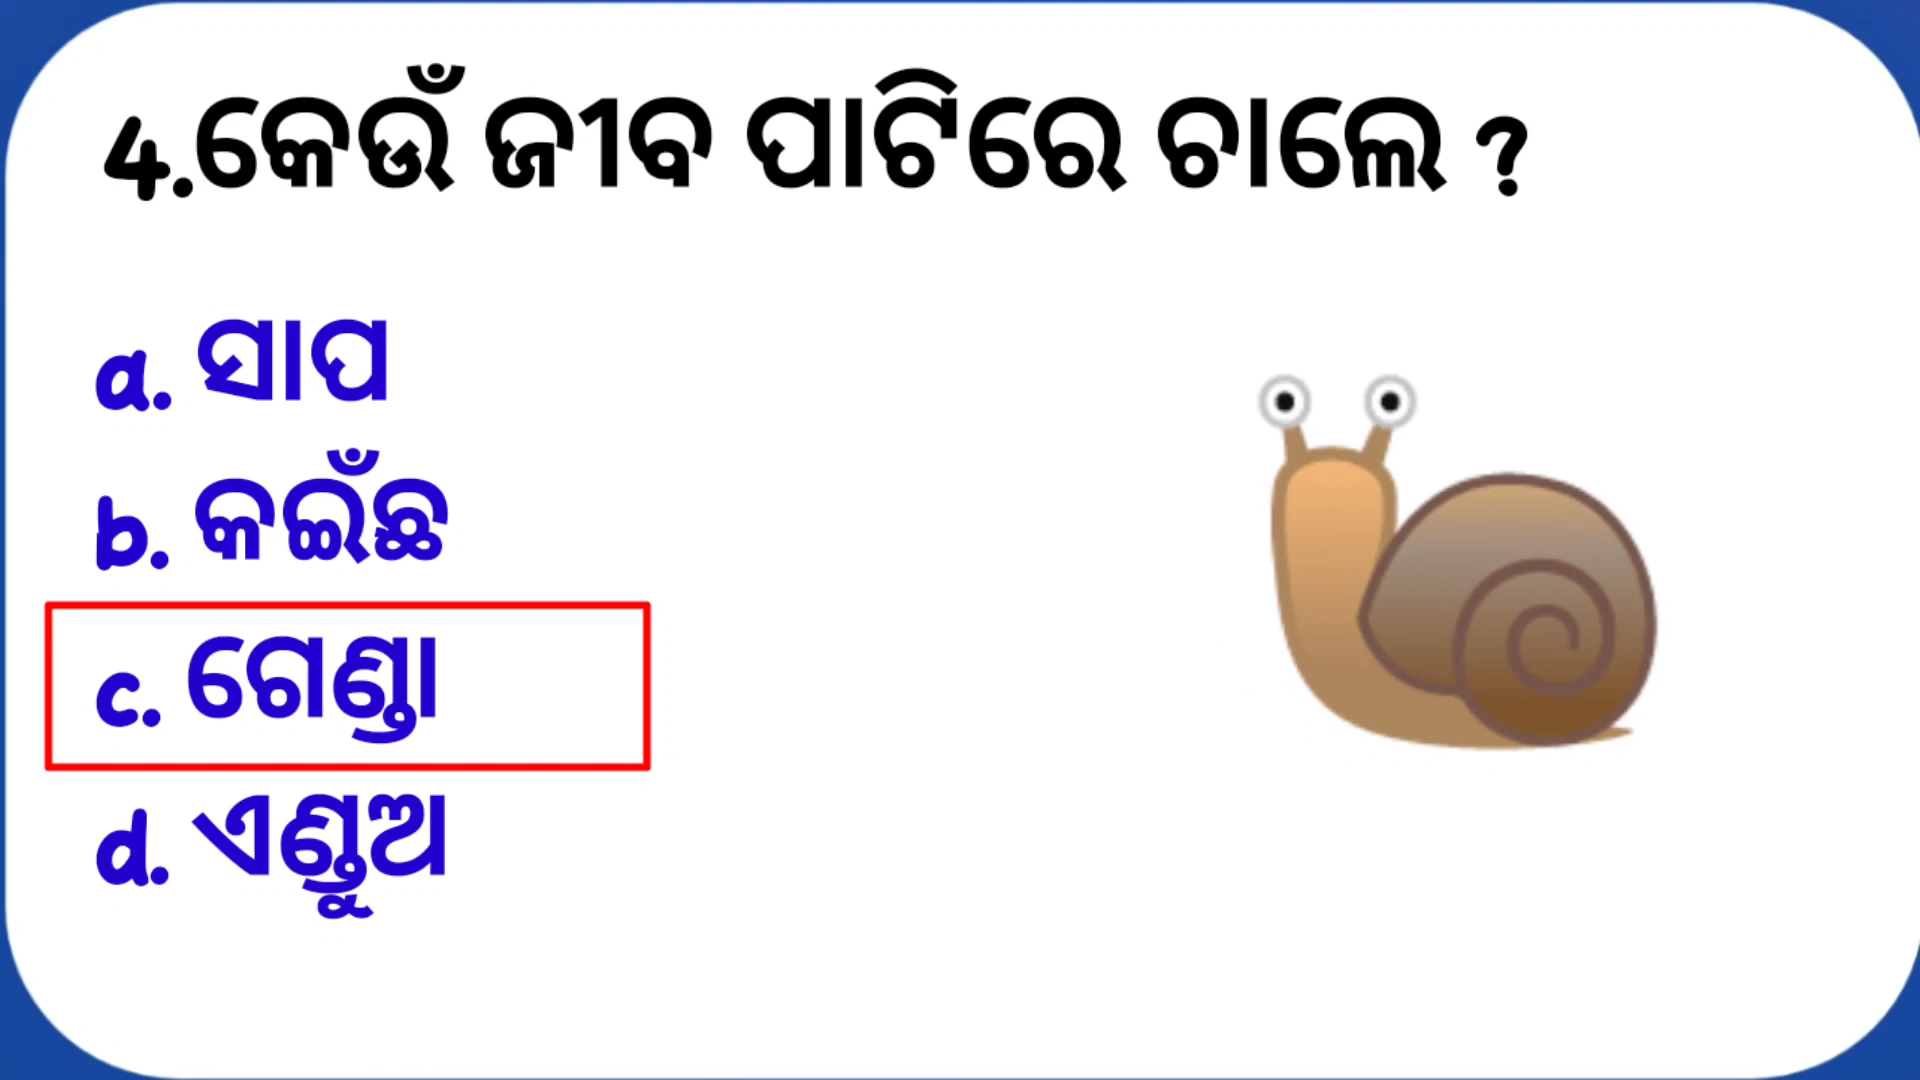 4.କେଉଁ ଜୀବ ପାଟିରେ ଚାଲେ ?
a. ସାପ
b. କଇଁଛ
c. ଗେଣ୍ଡା
d. ଏଣ୍ଡୁଅ